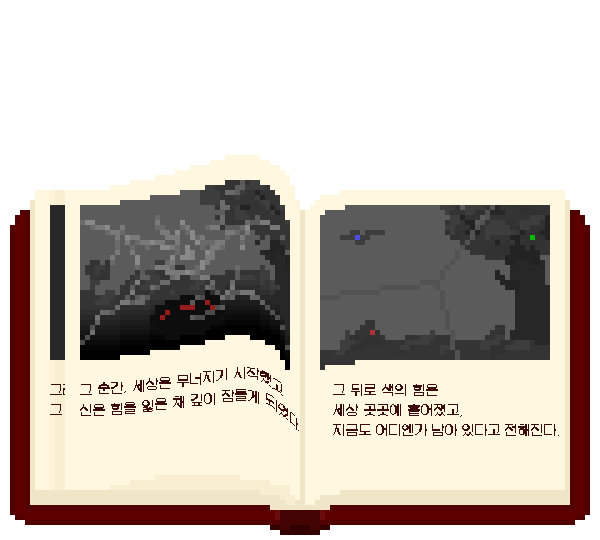 그 순간, 세상은 무너지기 시작했고,
신은 힘을 잃은 채 깊이 잠들게 되었다.
그 뒤로 색의 힘은
세상 곳곳에 흩어졌고,
지금도 어디엔가 남아 있다고 전해진다.